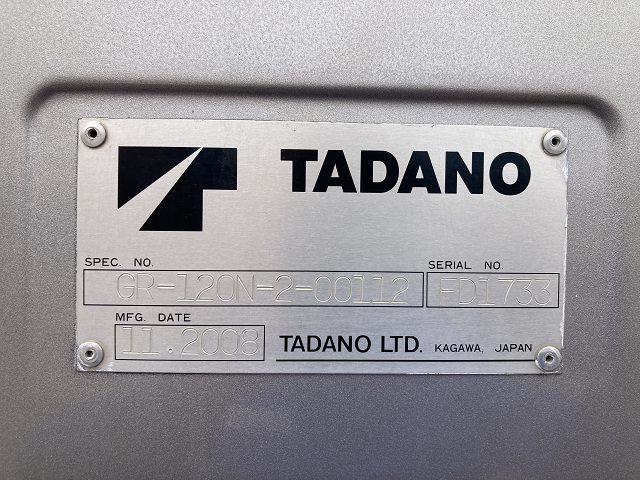 TADANO
SPEC. NO.
SERIAL NO.
GR-120N-2-00112
FD1733
MFG. DATE
11.2008
TADANO LTD. KAGAWA, JAPAN